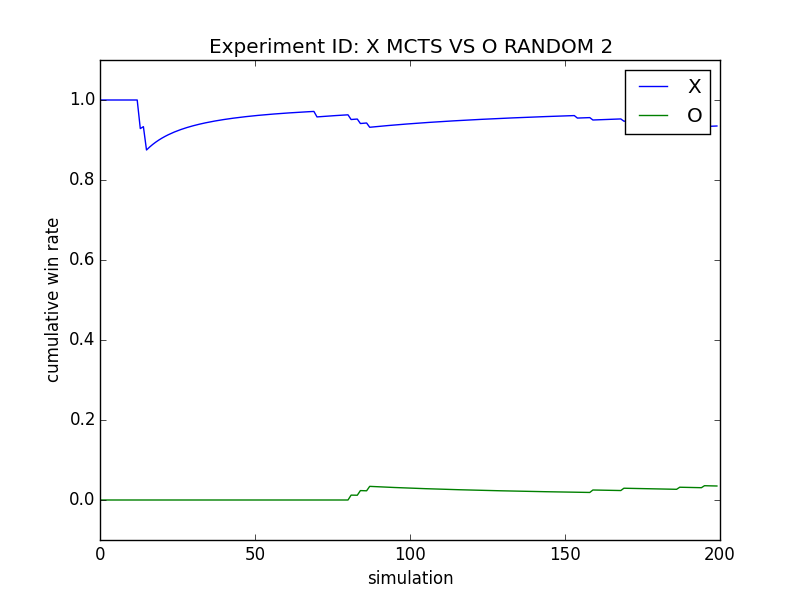 Experiment ID: X MCTS VS O RANDOM 2
X
O
1.0
0.8
0.6
0.4
0.2
0.0
cumulative win rate
0 50 100 150 200
simulation